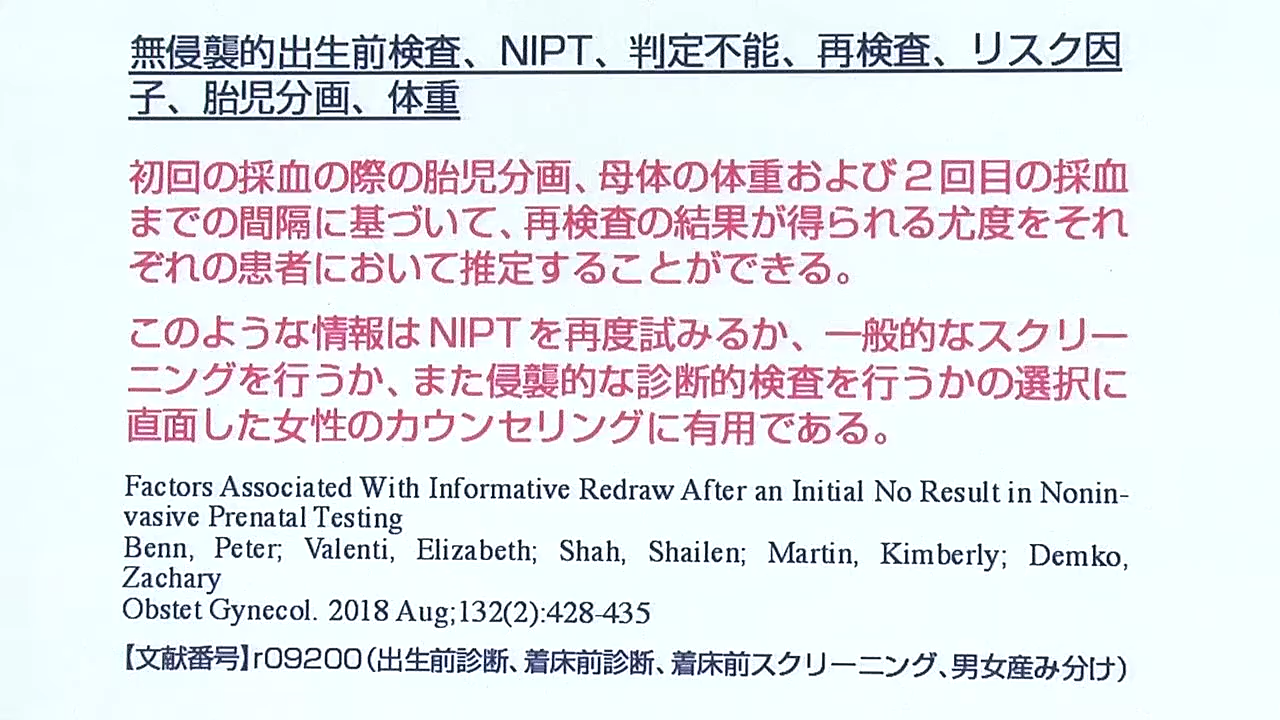 無侵襲的出生前検査、NIPT、判定不能、再検査、リスク因
子、胎児分画、体重
初回の採血の際の胎児分画、母体の体重および2回目の採血
までの間隔に基づいて、再検査の結果が得られる尤度をそれ
ぞれの患者において推定することができる。
このような情報はNIPTを再度試みるか、一般的なスクリー
ニングを行うか、また侵襲的な診断的検査を行うかの選択に
直面した女性のカウンセリングに有用である。
Factors Associated With Informative Redraw After an Initial No Result in Nonin-
vasive Prenatal Testing
Benn, Peter; Valenti, Elizabeth; Shah, Shailen; Martin, Kimberly; Demko,
Zachary
Obstet Gynecol. 2018 Aug;132(2):428-435
【文献番号】r09200(出生前診断、着床前診断、着床前スクリーニング、男女産み分け)